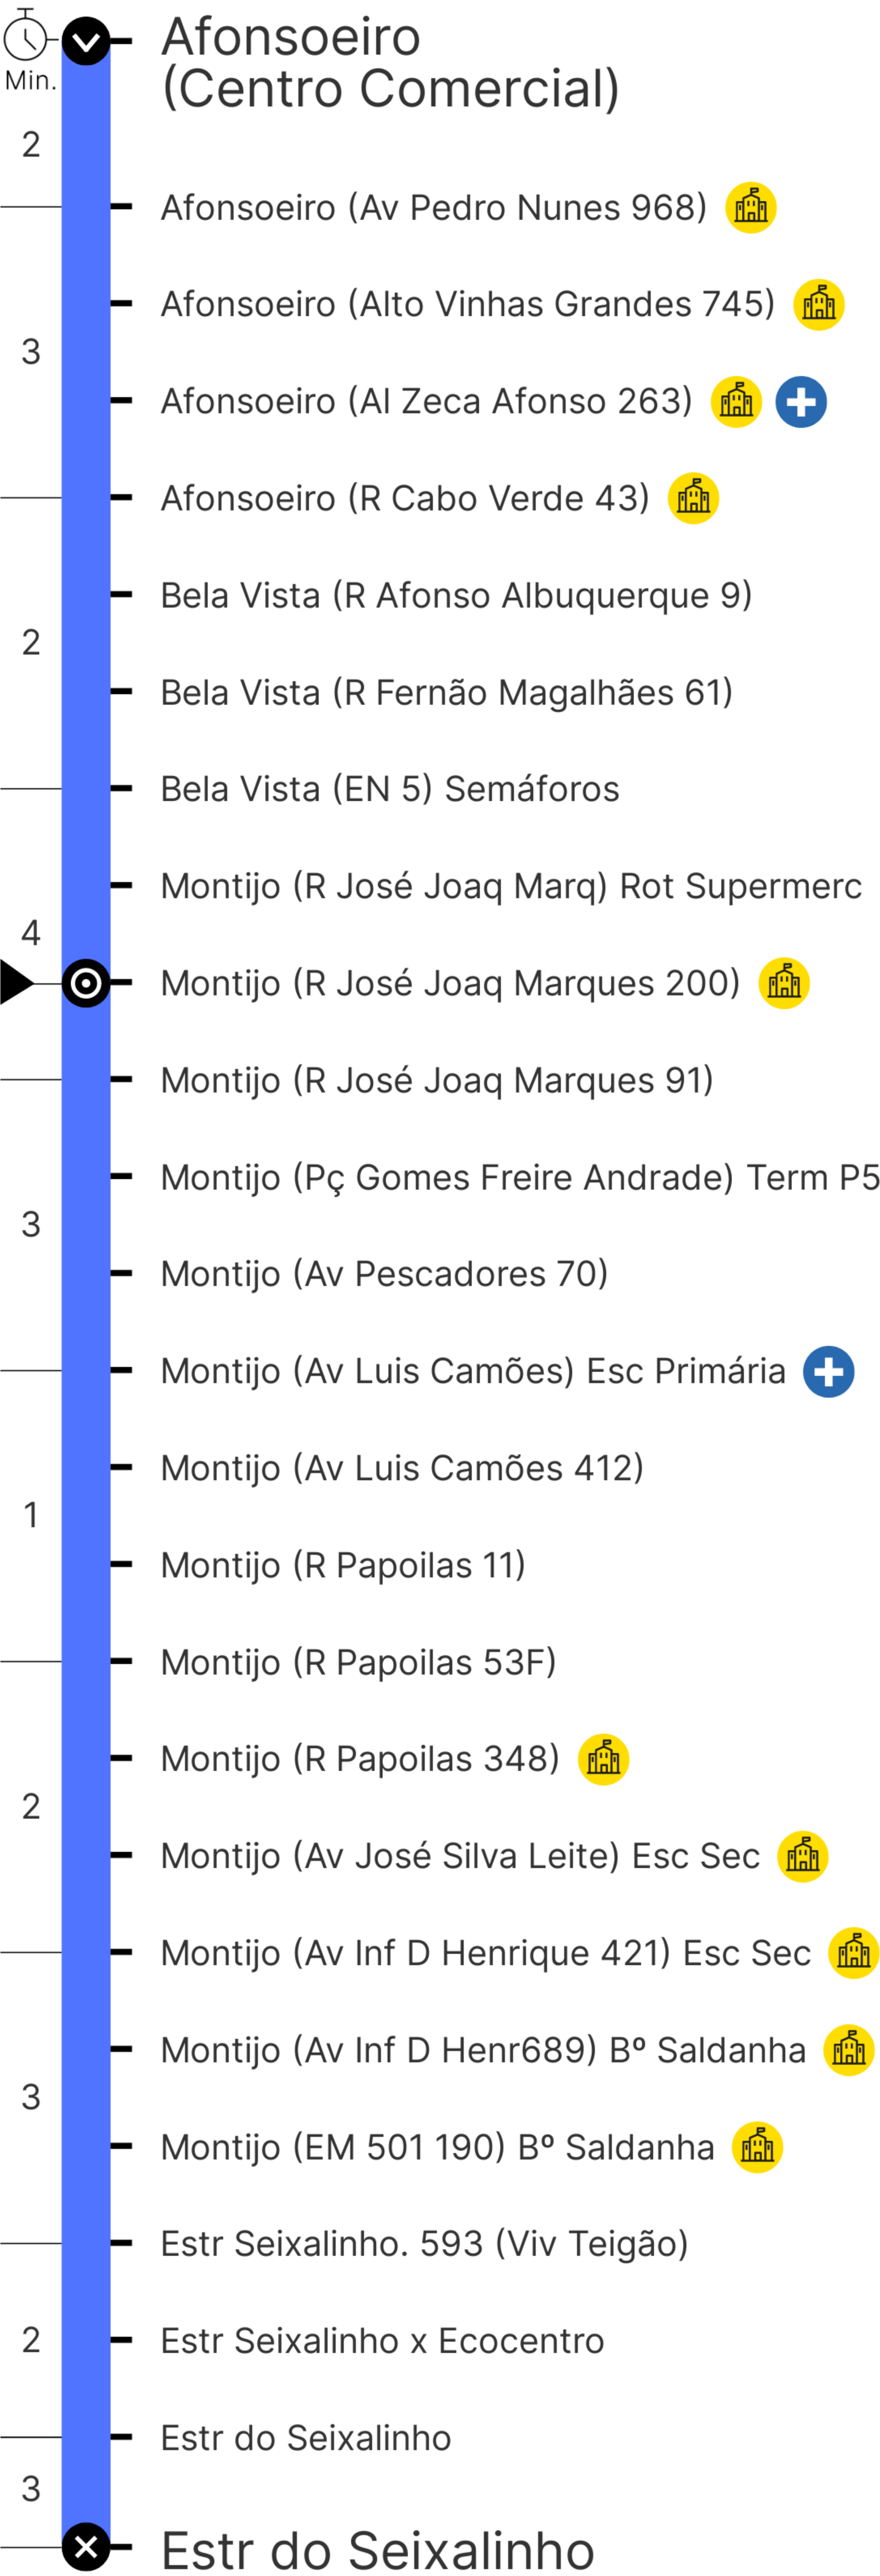 Afonsoeiro
(Centro Comercial)
Min.
2
Afonsoeiro (Av Pedro Nunes 968)
Afonsoeiro (Alto Vinhas Grandes 745)
3
Afonsoeiro (Al Zeca Afonso 263)
Afonsoeiro (R Cabo Verde 43)
Bela Vista (R Afonso Albuquerque 9)
2
Bela Vista (R Fernão Magalhães 61)
Bela Vista (EN 5) Semáforos
Montijo (R José Joaq Marq) Rot Supermerc
4
Montijo (R José Joaq Marques 200)
Montijo (R José Joaq Marques 91)
Montijo (Pç Gomes Freire Andrade) Term P5
3
Montijo (Av Pescadores 70)
Montijo (Av Luis Camões) Esc Primária
Montijo (Av Luis Camões 412)
1
Montijo (R Papoilas 11)
Montijo (R Papoilas 53F)
Montijo (R Papoilas 348)
2
Montijo (Av José Silva Leite) Esc Sec
Montijo (Av Inf D Henrique 421) Esc Sec
Montijo (Av Inf D Henr689) Bº Saldanha
3
Montijo (EM 501 190) Bº Saldanha
Estr Seixalinho. 593 (Viv Teigão)
2
Estr Seixalinho x Ecocentro
Estr do Seixalinho
3
Estr do Seixalinho